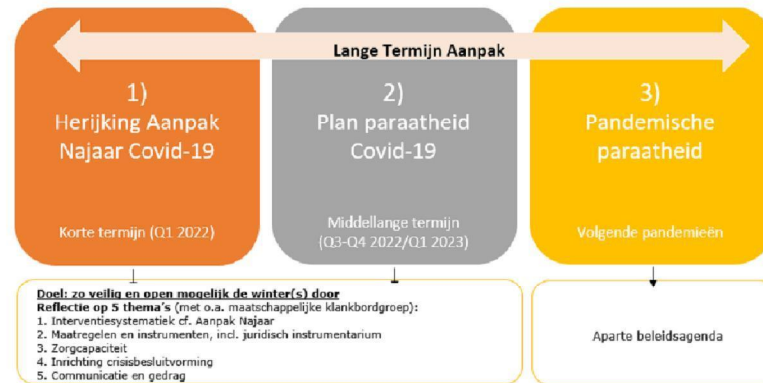 Lange Termijn Aanpak
1)
Herijking Aanpak
Najaar Covid-19
Korte termijn (Q1 2022)
2)
Plan paraatheid
Covid-19
Middellange termijn
(Q3-Q4 2022/Q1 2023)
3)
Pandemische
paraatheid
Volgende pandemieën
Doel: zo veilig en open mogelijk de winter(s) door
Reflectie op 5 thema's (met o.a. maatschappelijke klankbordgroep):
1. Interventiesystematiek cf. Aanpak Najaar
2. Maatregelen en instrumenten, incl. juridisch instrumentarium
3. Zorgcapaciteit
4. Inrichting crisisbesluitvorming
5. Communicatie en gedrag
Aparte beleidsagenda